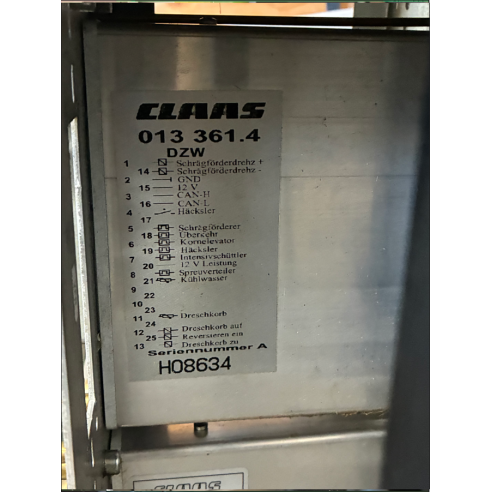 CLAAS
013 361.4
DZW
1 Schrägförderdrehz +
14 Schrägförderdrehz -
2 GND
15 12 V
3 CAN-H
16 CAN-L
4 Häcksler
17
5 Schrägförderer
18 Überkehr
6 Kornelevator
19 Häcksler
7 Intensivschüttler
20 12 V Leistung
8 Spreuverteiler
21 Kühlwasser
9
22
10
23
11 Dreschkorb
24
12 Dreschkorb auf
25 Reversieren ein
13 Dreschkorb zu
Seriennummer A
H08634
CLAAS